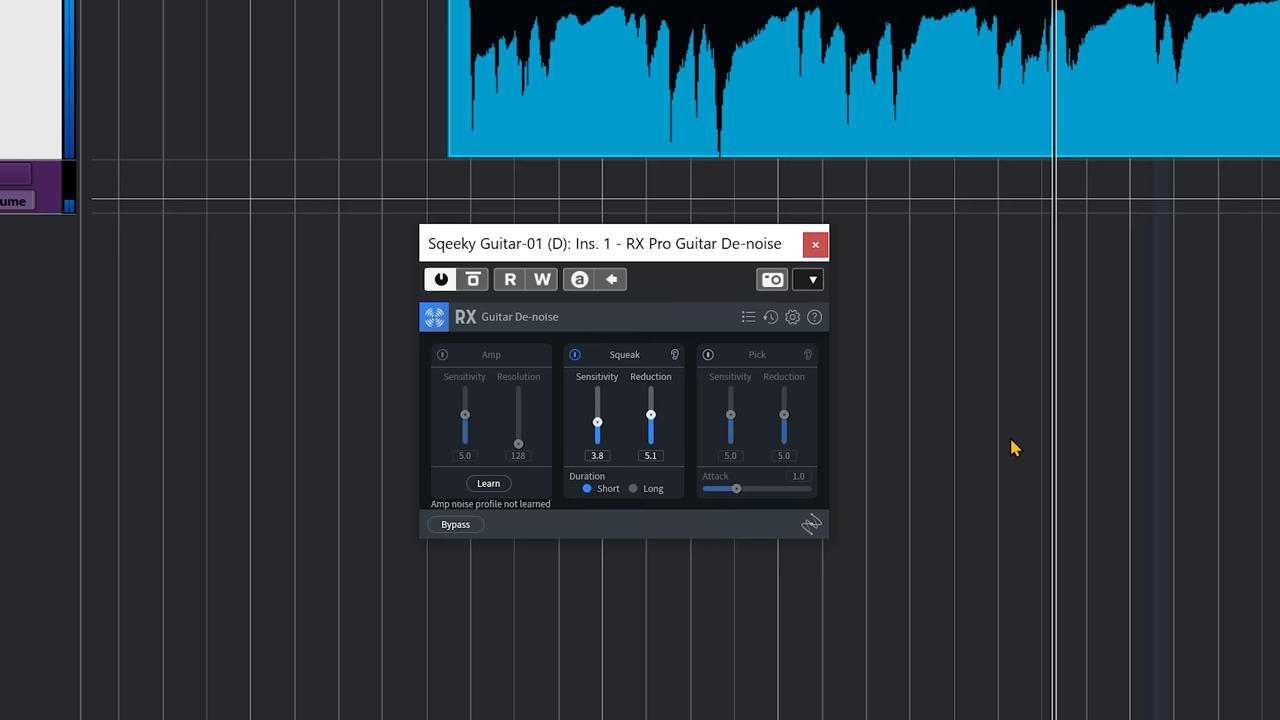 ume
Sqeeky Guitar-01 (D): Ins. 1 - RX Pro Guitar De-noise
R W a
RX Guitar De-noise
Amp Squeak Pick
Sensitivity Resolution Sensitivity Reduction Sensitivity Reduction
5.0 128 3.8 5.1 5.0 5.0
Learn Duration Attack 1.0
Short Long
Amp noise profile not learned
Bypass